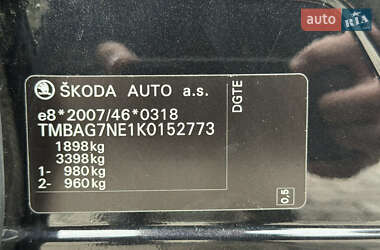 auto RIA
ŠKODA AUTO a.s.
DGTE
e8*2007/46*0318
TMBAG7NE1K0152773
1898kg
3398kg
1- 980kg
2- 960kg
0,5